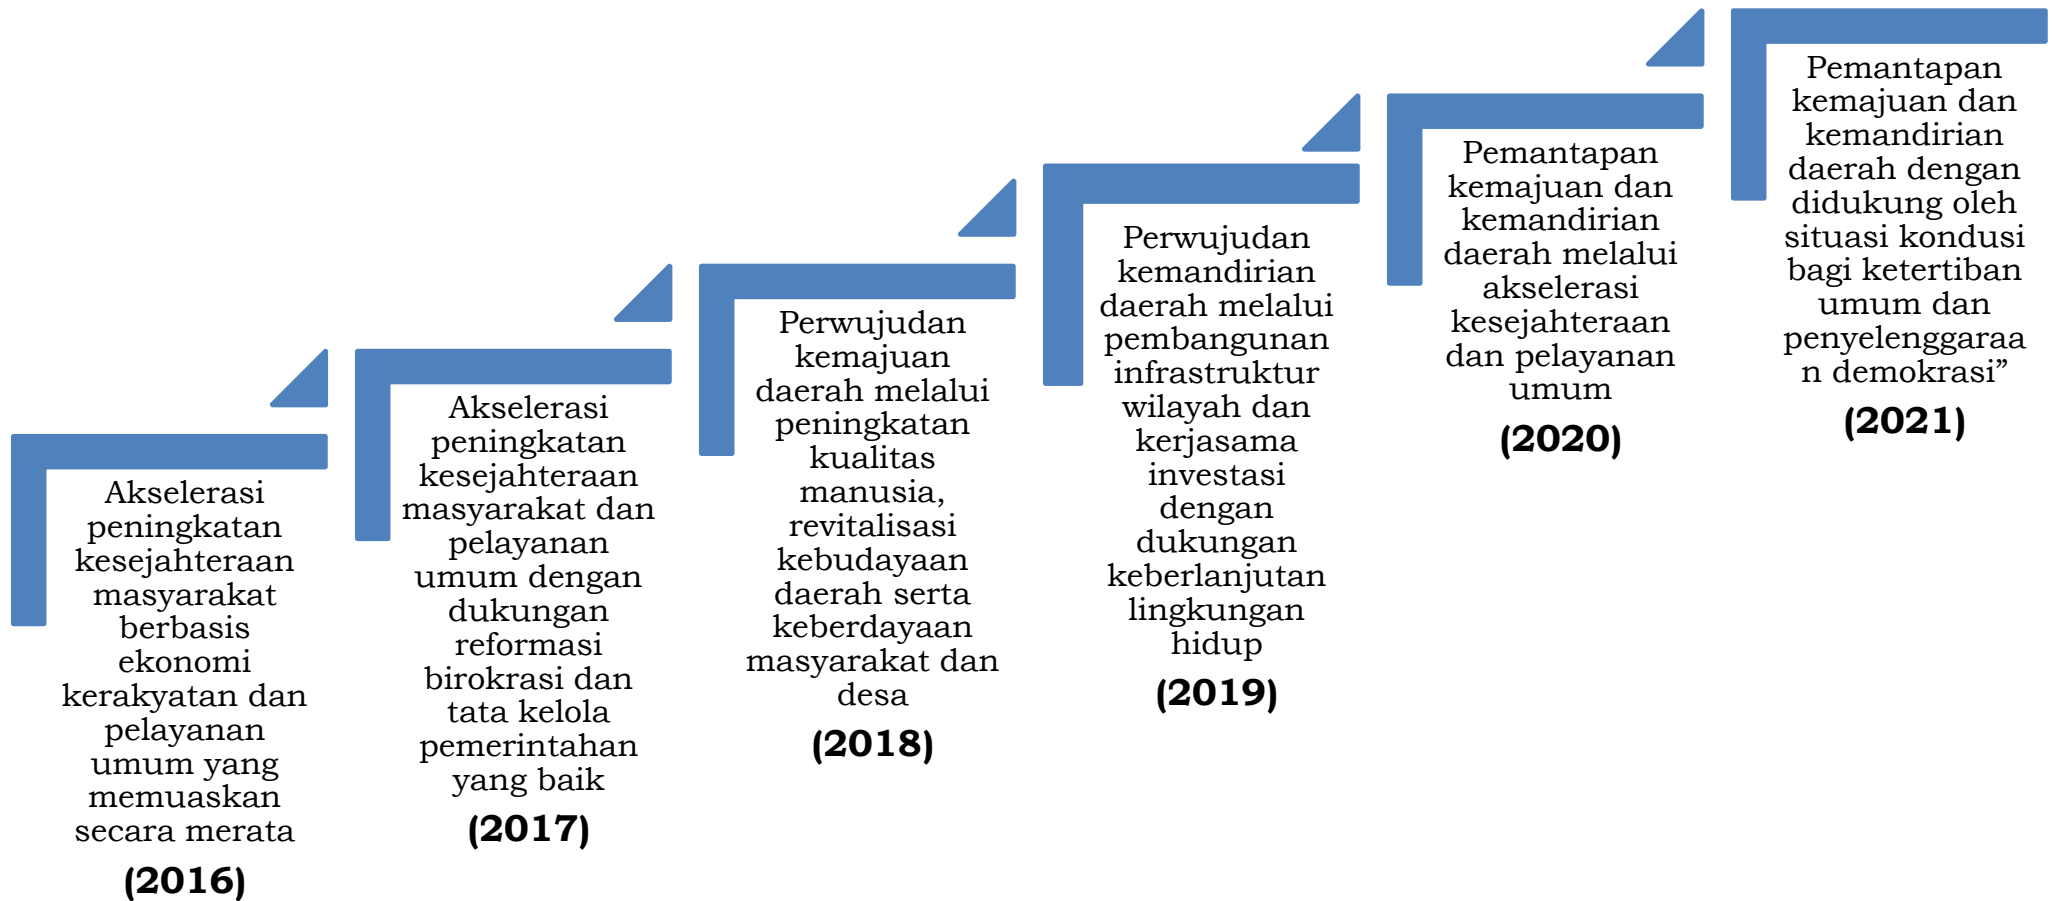 Akselerasi
peningkatan
kesejahteraan
masyarakat
berbasis
ekonomi
kerakyatan dan
pelayanan
umum yang
memuaskan
secara merata
(2016)
Akselerasi
peningkatan
kesejahteraan
masyarakat dan
pelayanan
umum dengan
dukungan
reformasi
birokrasi dan
tata kelola
pemerintahan
yang baik
(2017)
Perwujudan
kemajuan
daerah melalui
peningkatan
kualitas
manusia,
revitalisasi
kebudayaan
daerah serta
keberdayaan
masyarakat dan
desa
(2018)
Perwujudan
kemandirian
daerah melalui
pembangunan
infrastruktur
wilayah dan
kerjasama
investasi
dengan
dukungan
keberlanjutan
lingkungan
hidup
(2019)
Pemantapan
kemajuan dan
kemandirian
daerah melalui
akselerasi
kesejahteraan
dan pelayanan
umum
(2020)
Pemantapan
kemajuan dan
kemandirian
daerah dengan
didukung oleh
situasi kondusi
bagi ketertiban
umum dan
penyelenggaraa
n demokrasi”
(2021)